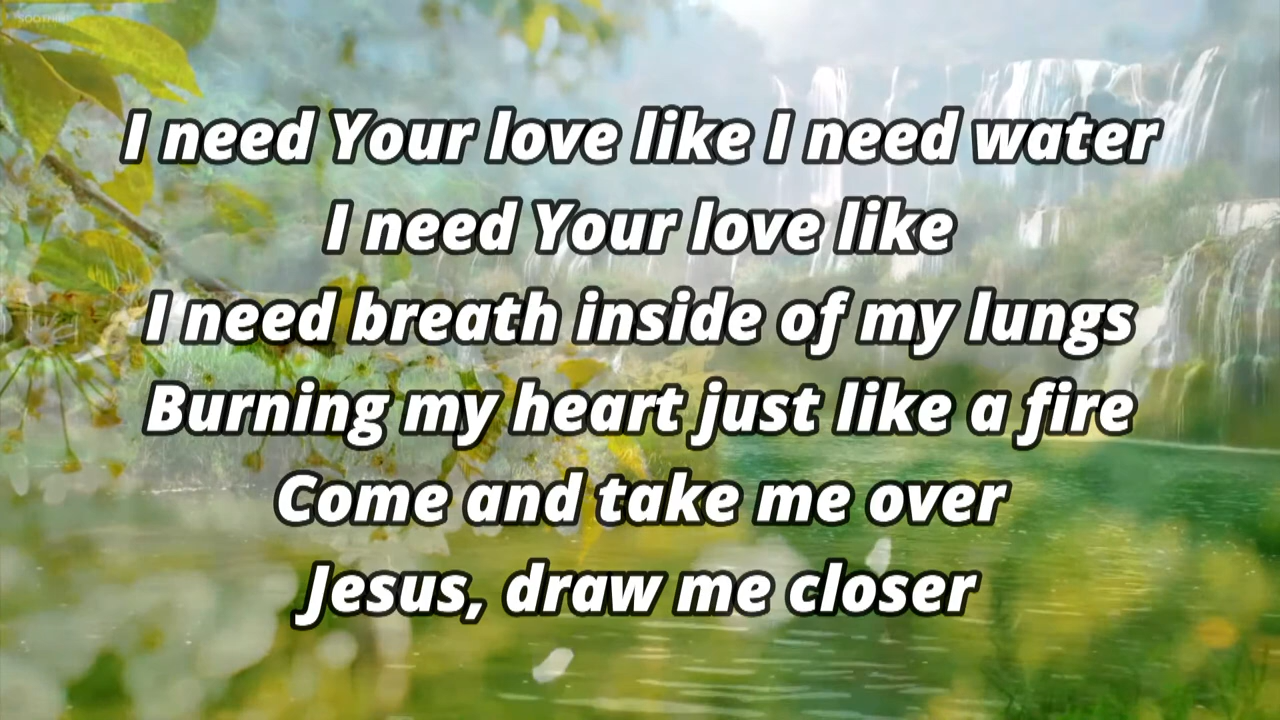 I need Your love like I need water
I need Your love like
I need breath inside of my lungs
Burning my heart just like a fire
Come and take me over
Jesus, draw me closer